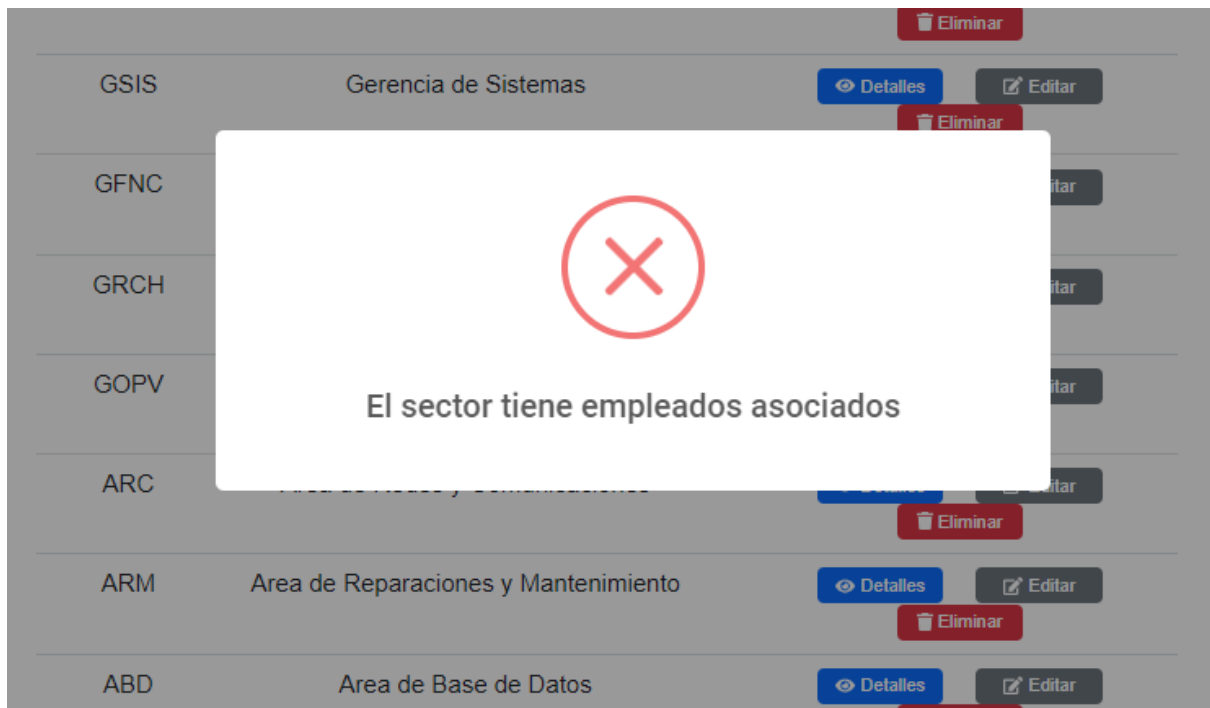 Eliminar
GSIS Gerencia de Sistemas Detalles Editar
Eliminar
GFNC
GRCH
GOPV
El sector tiene empleados asociados
ARC
Eliminar
ARM Area de Reparaciones y Mantenimiento Detalles Editar
Eliminar
ABD Area de Base de Datos Detalles Editar